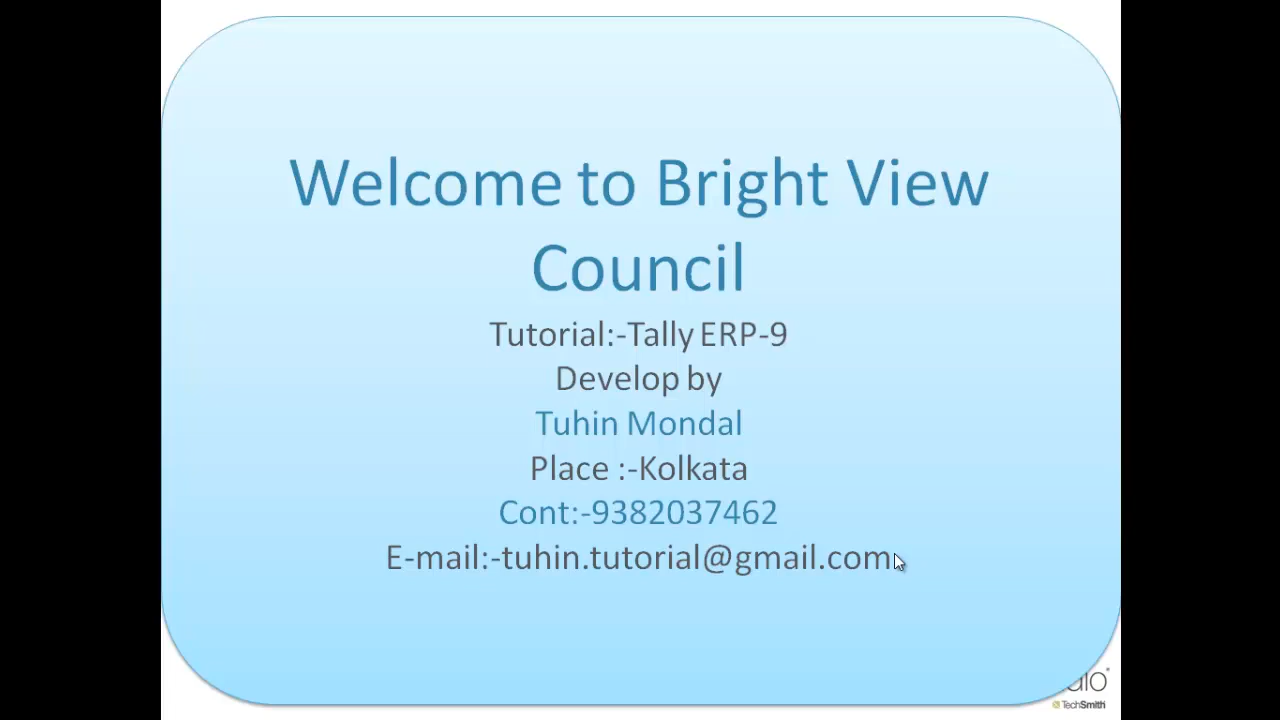 Welcome to Bright View
Council
Tutorial:-Tally ERP-9
Develop by
Tuhin Mondal
Place :-Kolkata
Cont:-9382037462
E-mail:-tuhin.tutorial@gmail.com
TechSmith